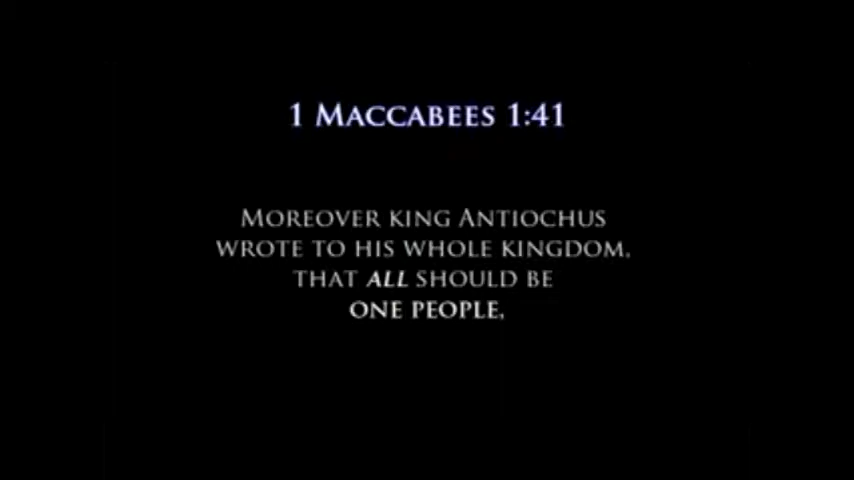 1 Maccabees 1:41
Moreover king Antiochus
wrote to his whole kingdom,
that all should be
one people,